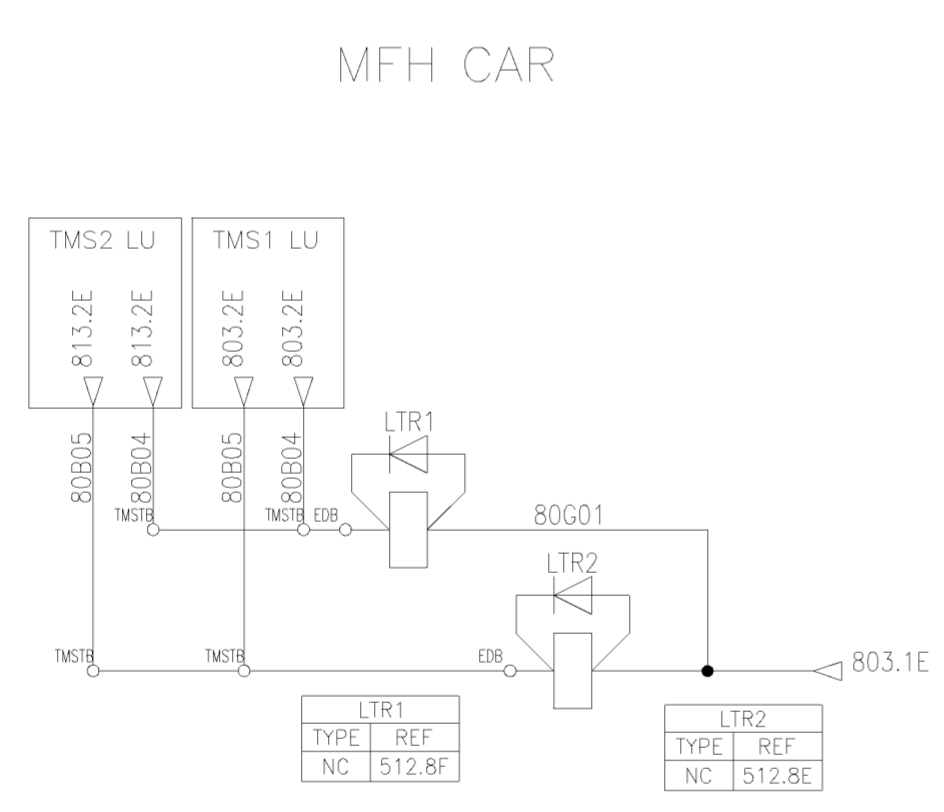 MFH CAR
TMS2 LU
TMS1 LU
813.2E
813.2E
803.2E
803.2E
80B05
80B04
80B05
80B04
LTR1
TMSTB
TMSTB
EDB
80G01
LTR2
TMSTB
TMSTB
EDB
803.1E
LTR1
TYPE REF
NC 512.8F
LTR2
TYPE REF
NC 512.8E